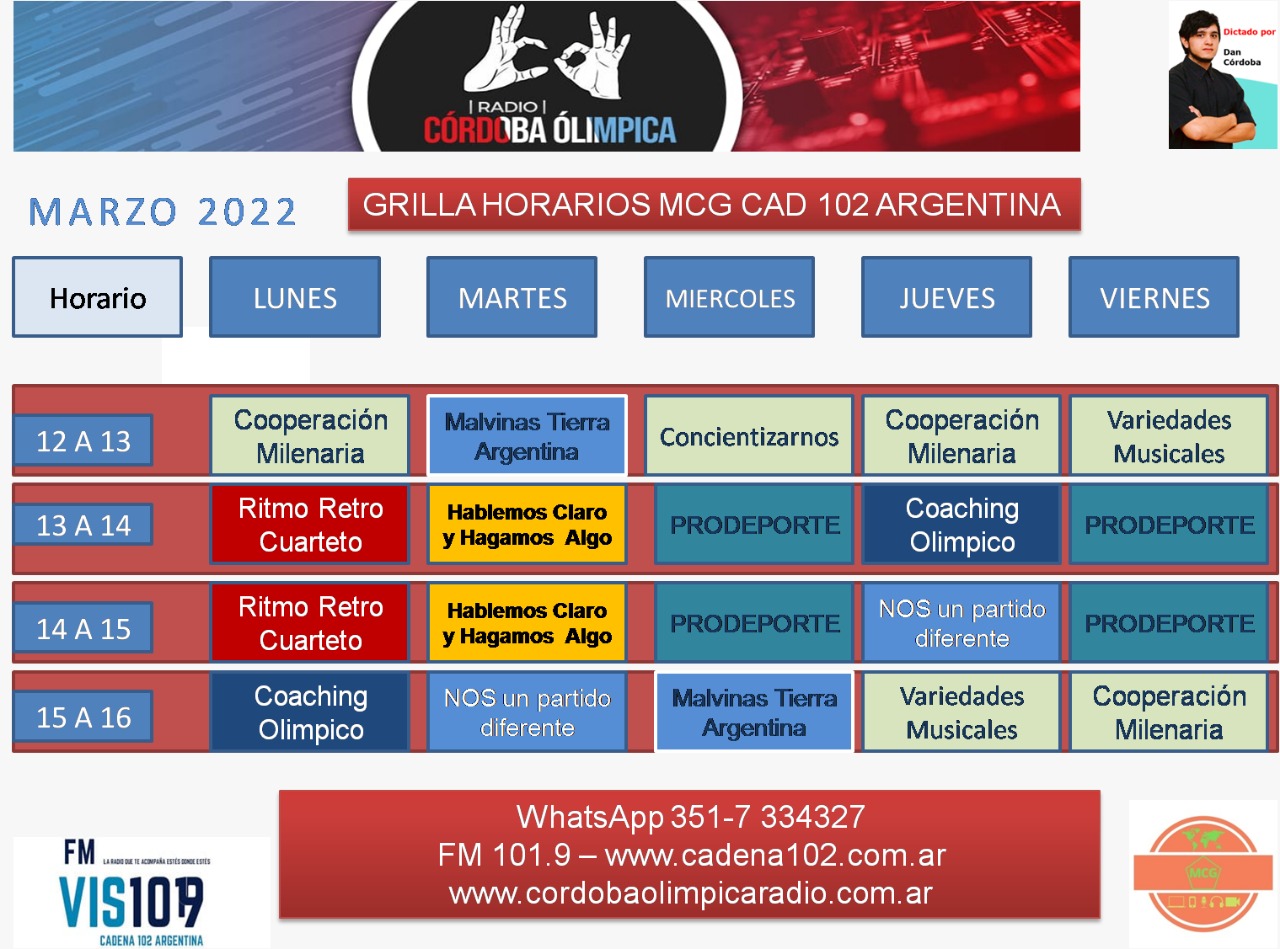 | RADIO |
CÓRDOBA ÓLIMPICA
Dictado por
Dan
Córdoba
MARZO 2022
GRILLA HORARIOS MCG CAD 102 ARGENTINA
Horario
LUNES
MARTES
MIERCOLES
JUEVES
VIERNES
12 A 13
Cooperación
Milenaria
Malvinas Tierra
Argentina
Concientizarnos
Cooperación
Milenaria
Variedades
Musicales
13 A 14
Ritmo Retro
Cuarteto
Hablemos Claro
y Hagamos Algo
PRODEPORTE
Coaching
Olimpico
PRODEPORTE
14 A 15
Ritmo Retro
Cuarteto
Hablemos Claro
y Hagamos Algo
PRODEPORTE
NOS un partido
diferente
PRODEPORTE
15 A 16
Coaching
Olimpico
NOS un partido
diferente
Malvinas Tierra
Argentina
Variedades
Musicales
Cooperación
Milenaria
WhatsApp 351-7 334327
FM 101.9 – www.cadena102.com.ar
www.cordobaolimpicaradio.com.ar
FM LA RADIO QUE TE ACOMPAÑA ESTÉS DONDE ESTÉS
VIS1019
CADENA 102 ARGENTINA
MCG